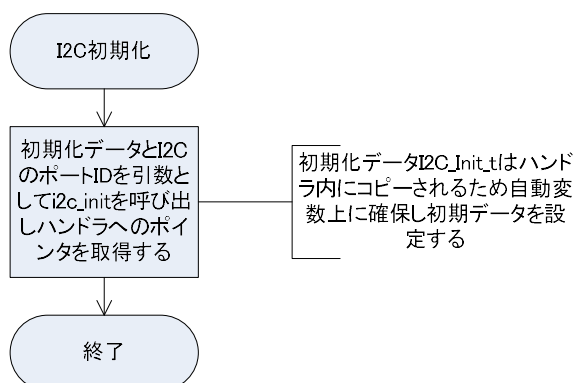 I2C初期化
初期化データとI2C
のポートIDを引数と
してi2c_initを呼び出
しハンドラへのポイ
ンタを取得する
初期化データI2C_Init_tはハンド
ラ内にコピーされるため自動変
数上に確保し初期データを設
定する
終了